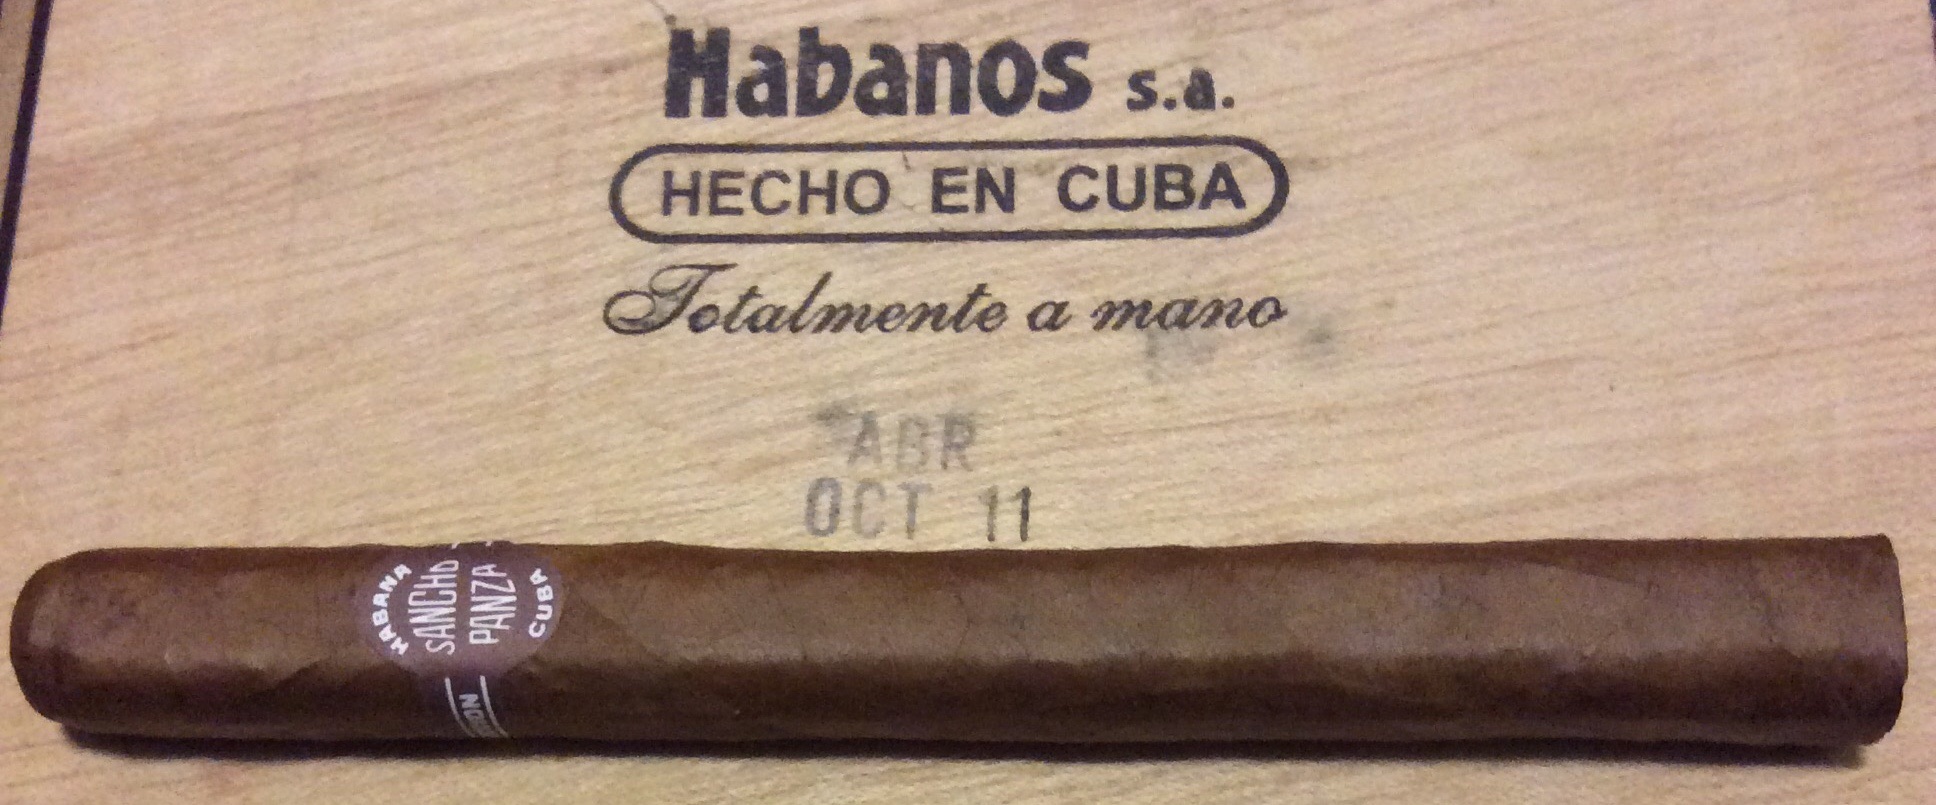 Habanos s.a.
HECHO EN CUBA
Totalmente a mano
ABR
OCT 11
HABANA
SANCHO
PANZA
CUBA